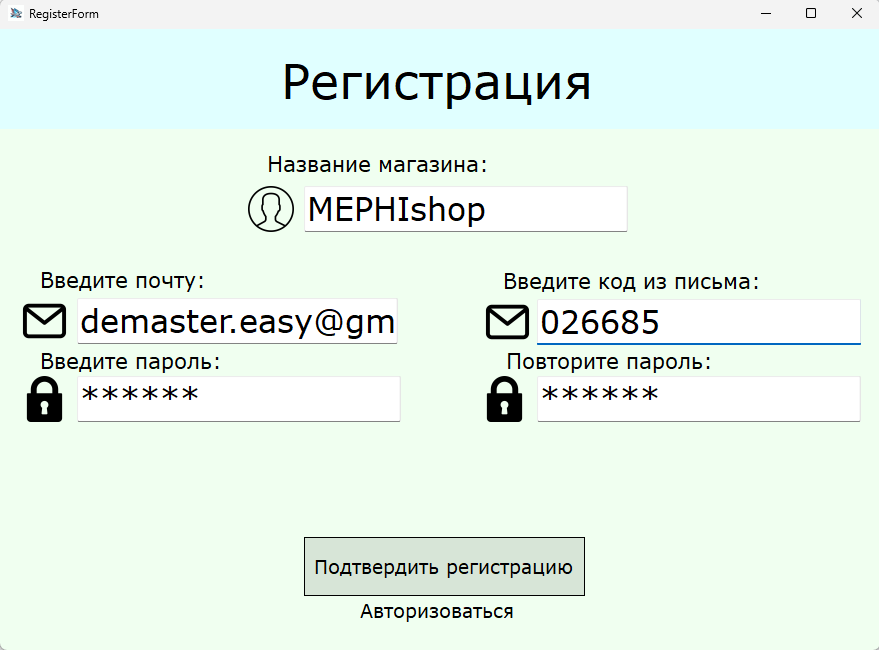 RegisterForm
Регистрация
Название магазина:
MEPHIshop
Введите почту:
Введите код из письма:
demaster.easy@gm
026685
Введите пароль:
Повторите пароль:
******
******
Подтвердить регистрацию
Авторизоваться